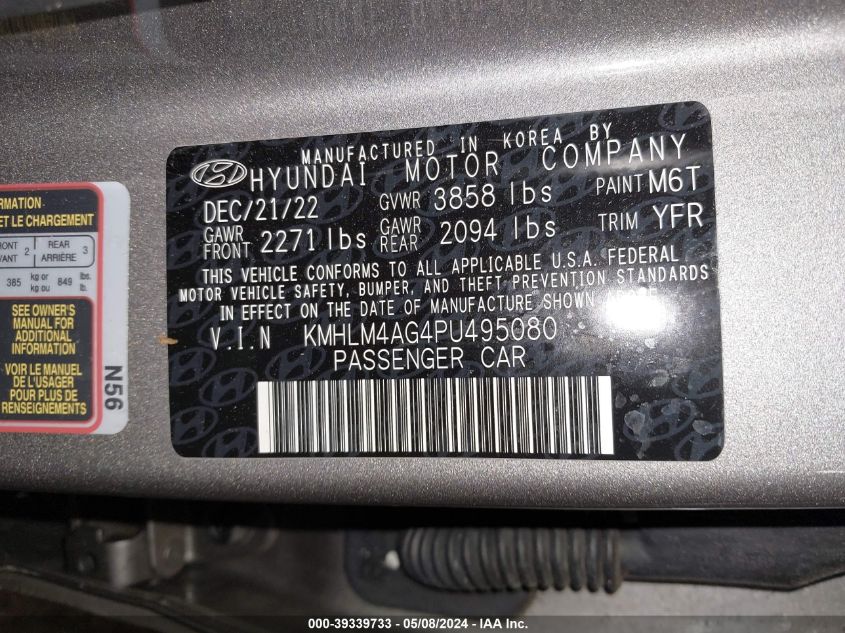 MANUFACTURED IN KOREA BY
HYUNDAI MOTOR COMPANY
DEC/21/22 GVWR 3858 lbs PAINT M6T
GAWR FRONT 2271 lbs GAWR REAR 2094 lbs TRIM YFR
THIS VEHICLE CONFORMS TO ALL APPLICABLE U.S.A. FEDERAL
MOTOR VEHICLE SAFETY, BUMPER, AND THEFT PREVENTION STANDARDS
IN EFFECT ON THE DATE OF MANUFACTURE SHOWN ABOVE.
V.I.N KMHLM4AG4PU495080
PASSENGER CAR
ET LE CHARGEMENT
2 REAR 3
ARRIÈRE
385 kg or 849 lbs.
kg ou lb.
SEE OWNER'S
MANUAL FOR
ADDITIONAL
INFORMATION
VOIR LE MANUEL
DE L'USAGER
POUR PLUS DE
RENSEIGNEMENTS
N56
000-39339733 - 05/08/2024 - IAA Inc.